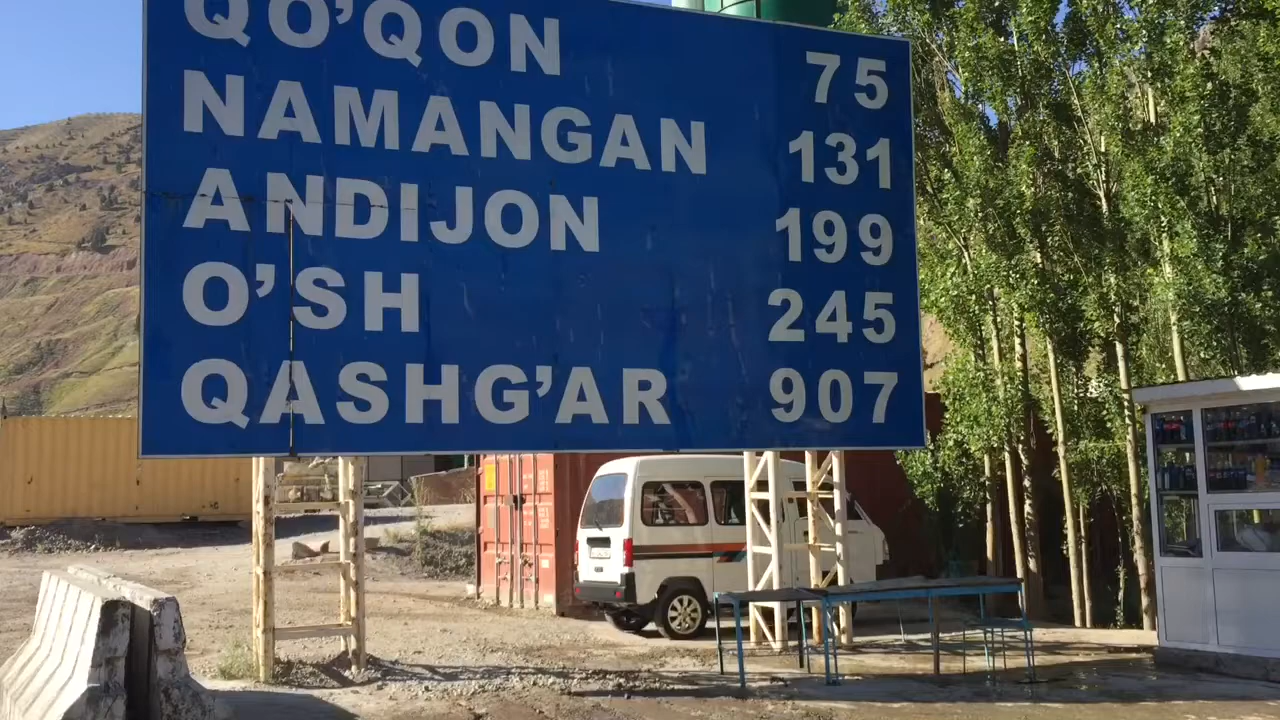 QO’QON 75
NAMANGAN 131
ANDIJON 199
O’SH 245
QASHG’AR 907